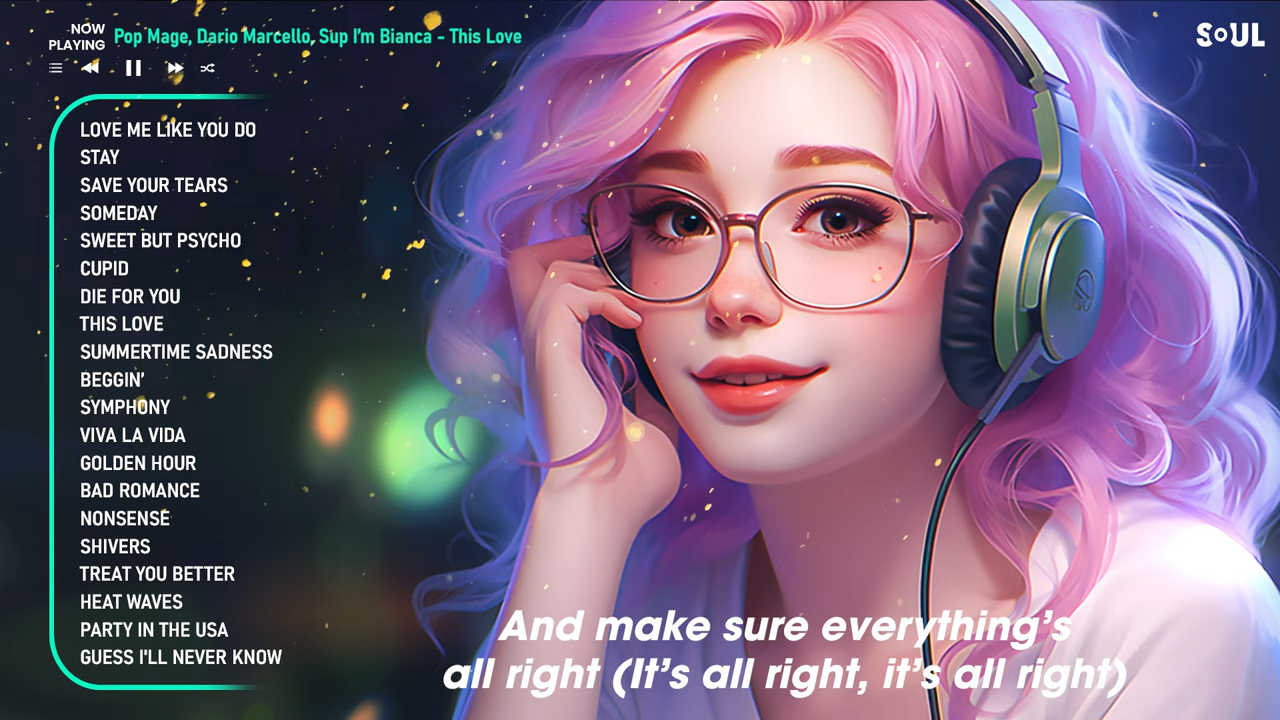 NOW
PLAYING
Pop Mage, Dario Marcello, Sup I'm Bianca - This Love
SOUL
LOVE ME LIKE YOU DO
STAY
SAVE YOUR TEARS
SOMEDAY
SWEET BUT PSYCHO
CUPID
DIE FOR YOU
THIS LOVE
SUMMERTIME SADNESS
BEGGIN'
SYMPHONY
VIVA LA VIDA
GOLDEN HOUR
BAD ROMANCE
NONSENSE
SHIVERS
TREAT YOU BETTER
HEAT WAVES
PARTY IN THE USA
GUESS I'LL NEVER KNOW
And make sure everything's
all right (It's all right, it's all right)